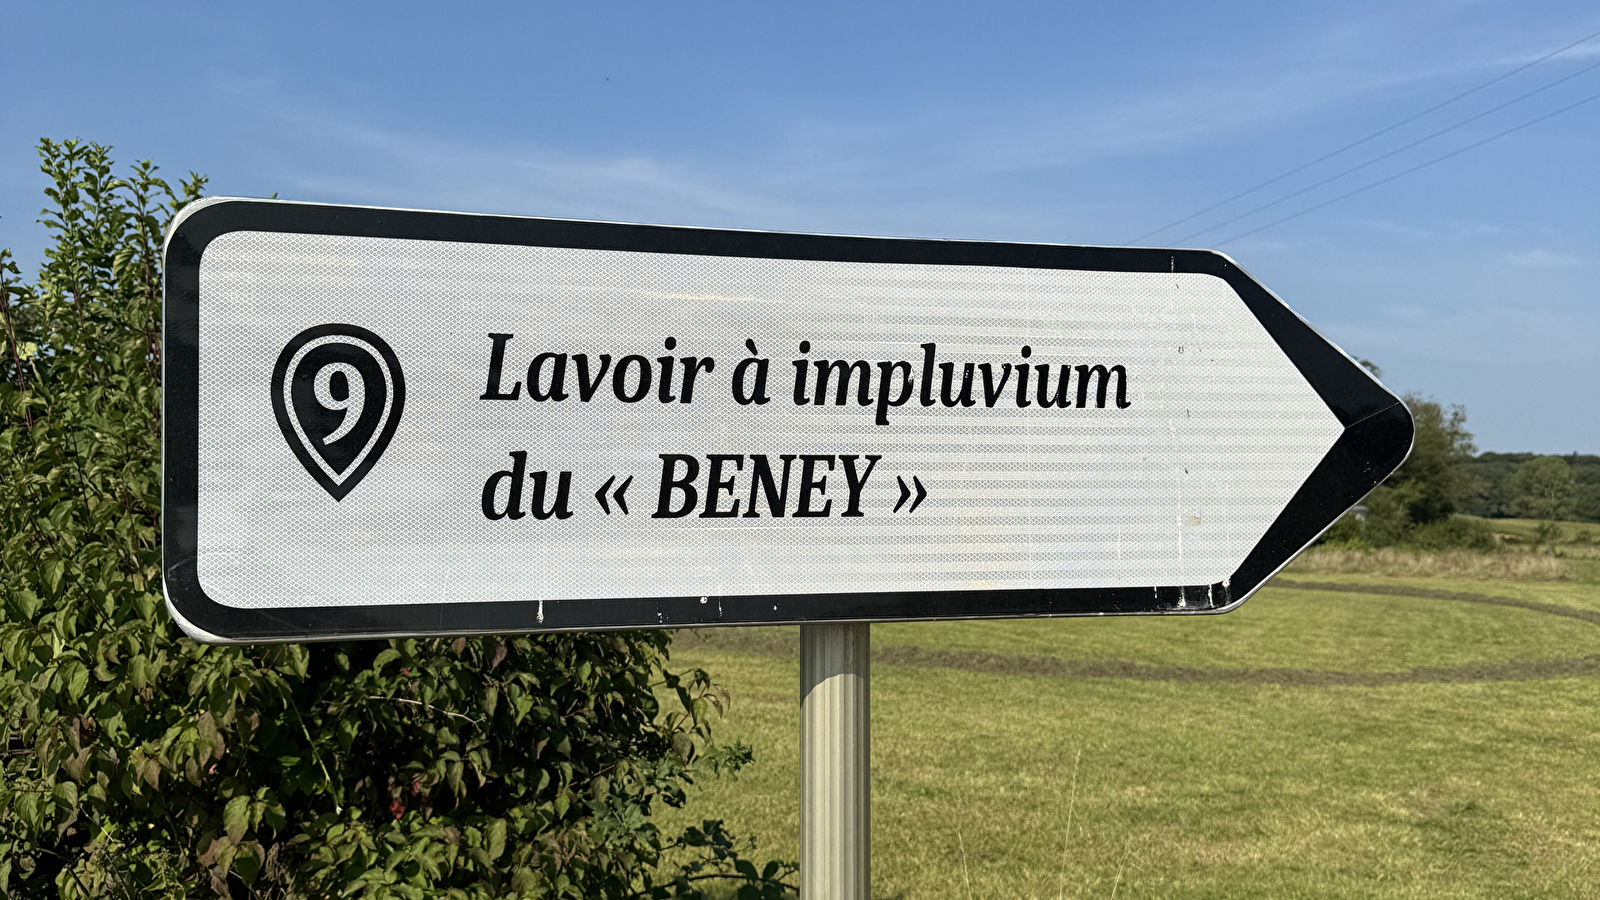 9
Lavoir à impluvium
du « BENEY »